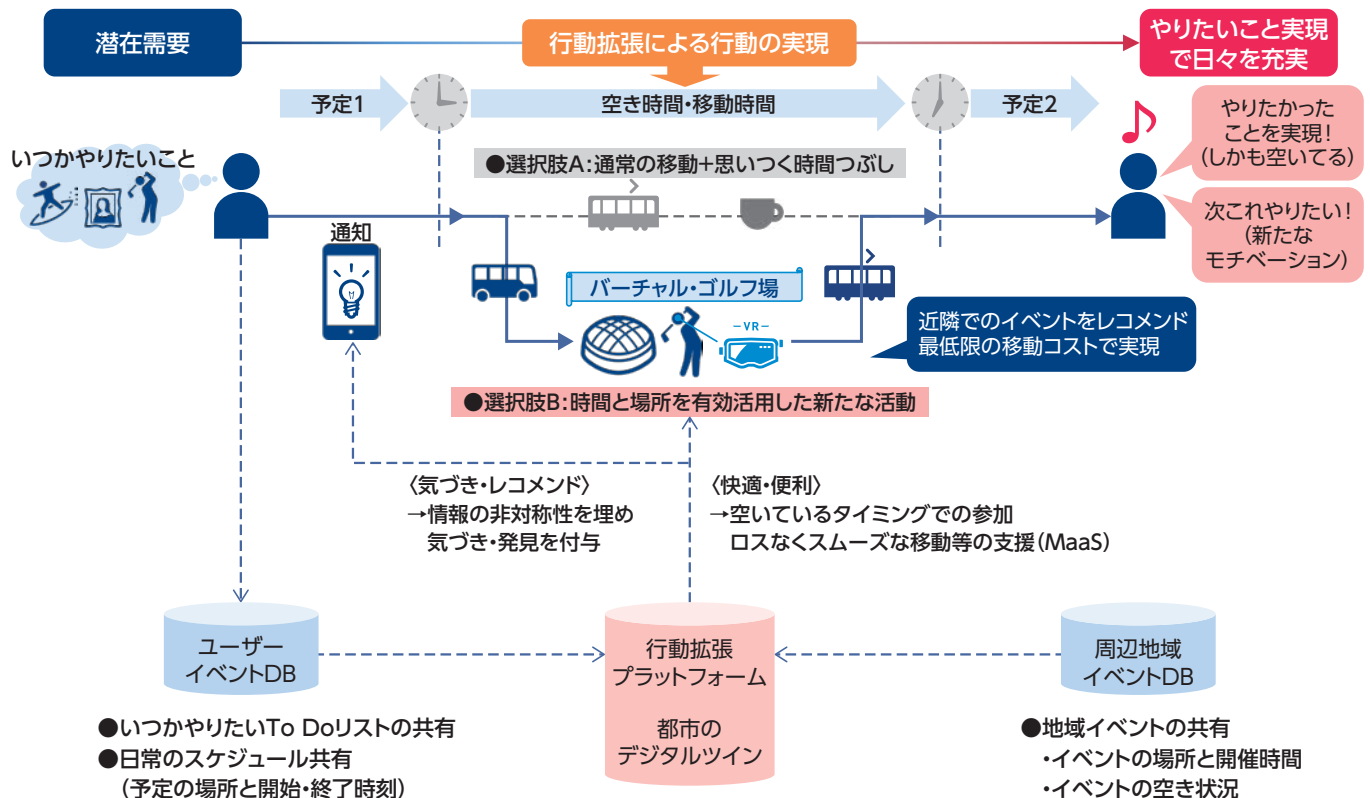 潜在需要
行動拡張による行動の実現
やりたいこと実現
で日々を充実
予定1
空き時間・移動時間
予定2
やりたかった
ことを実現！
(しかも空いてる)
いつかやりたいこと
●選択肢A：通常の移動＋思いつく時間つぶし
次これやりたい！
(新たな
モチベーション)
通知
バーチャル・ゴルフ場
－VR－
近隣でのイベントをレコメンド
最低限の移動コストで実現
●選択肢B：時間と場所を有効活用した新たな活動
〈気づき・レコメンド〉
→情報の非対称性を埋め
気づき・発見を付与
〈快適・便利〉
→空いているタイミングでの参加
ロスなくスムーズな移動等の支援(MaaS)
ユーザー
イベントDB
行動拡張
プラットフォーム
都市の
デジタルツイン
周辺地域
イベントDB
●いつかやりたいTo Doリストの共有
●日常のスケジュール共有
(予定の場所と開始・終了時刻)
●地域イベントの共有
・イベントの場所と開催時間
・イベントの空き状況